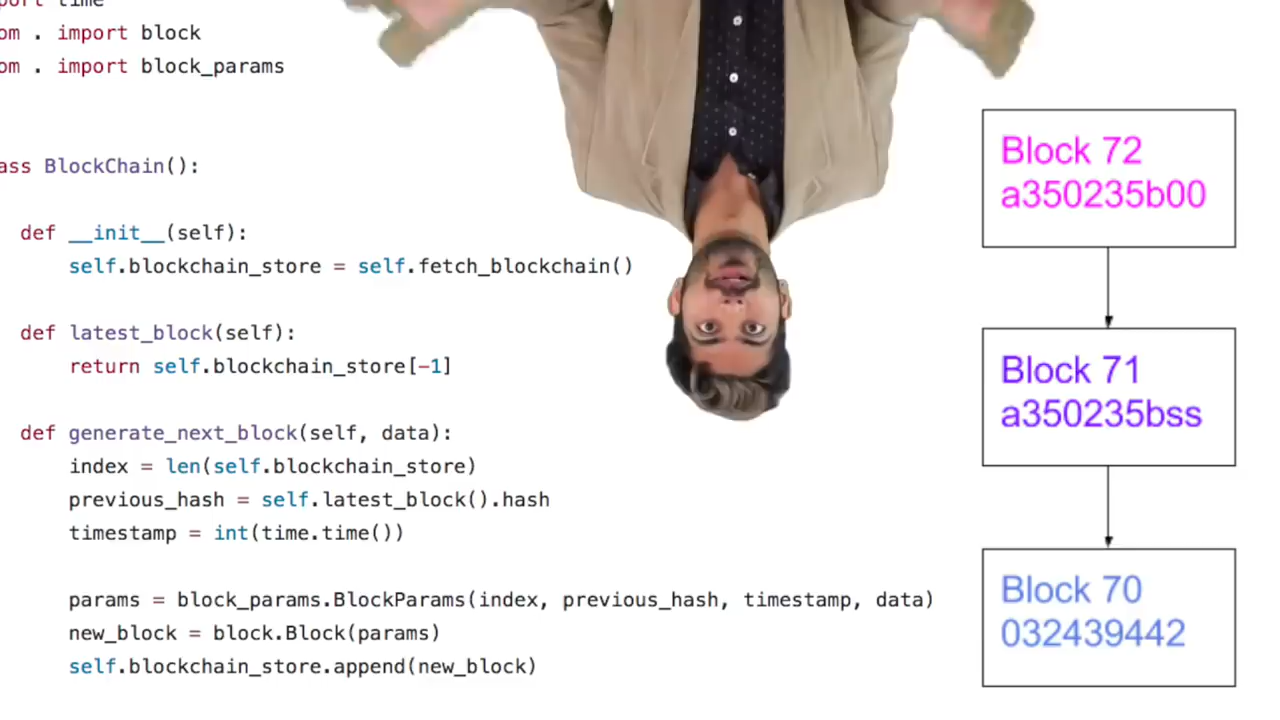 port time
om . import block
om . import block_params
ass BlockChain():
def __init__(self):
self.blockchain_store = self.fetch_blockchain()
def latest_block(self):
return self.blockchain_store[-1]
def generate_next_block(self, data):
index = len(self.blockchain_store)
previous_hash = self.latest_block().hash
timestamp = int(time.time())
params = block_params.BlockParams(index, previous_hash, timestamp, data)
new_block = block.Block(params)
self.blockchain_store.append(new_block)
Block 72
a350235b00
Block 71
a350235bss
Block 70
032439442